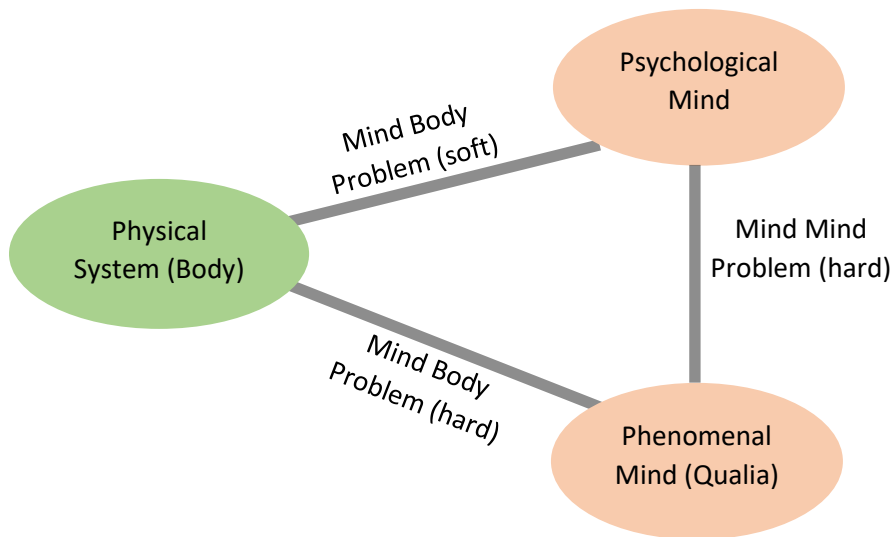 Psychological
Mind
Mind Body
Problem (soft)
Physical
System (Body)
Mind Mind
Problem (hard)
Mind Body
Problem (hard)
Phenomenal
Mind (Qualia)